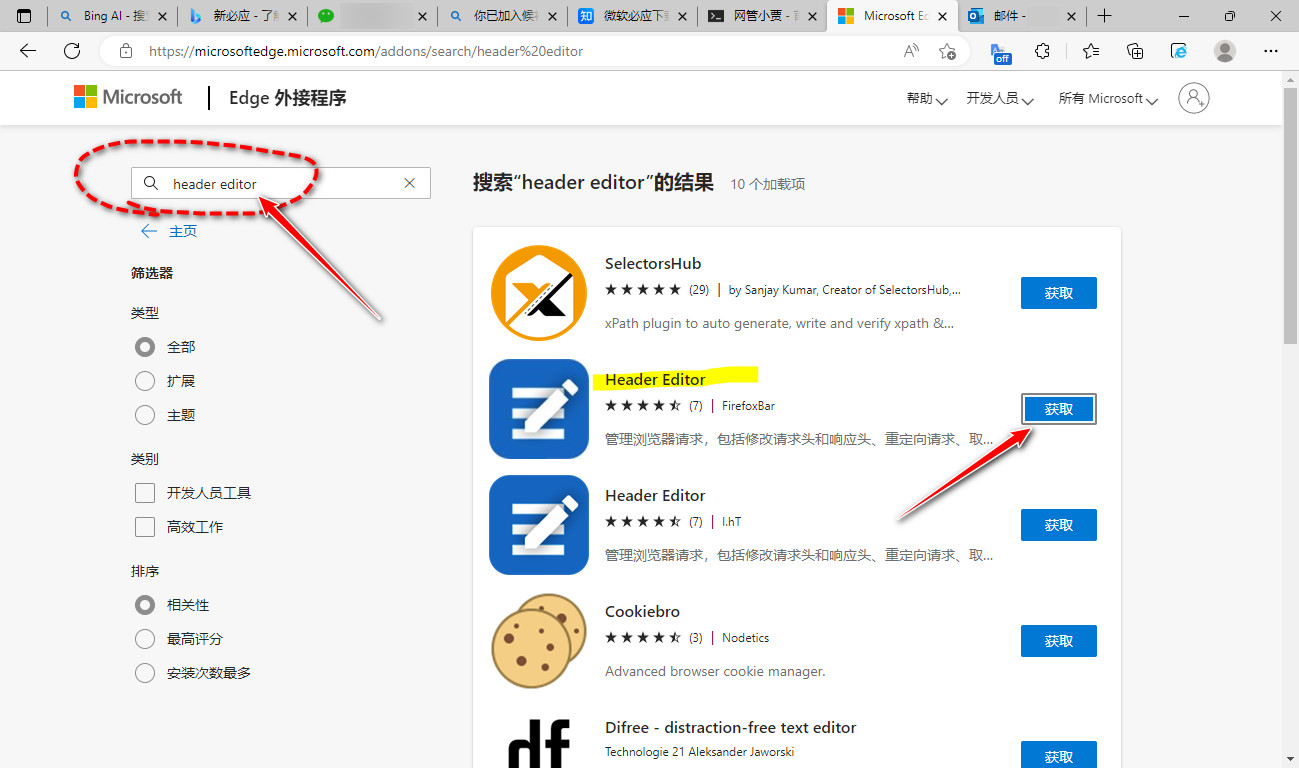 Bing AI - 搜
新必应 - 了
你已加入候
知 微软必应下
网管小贾 -
Microsoft Ed
邮件 -
https://microsoftedge.microsoft.com/addons/search/header%20editor
off
Microsoft | Edge 外接程序
帮助
开发人员
所有 Microsoft
header editor
主页
筛选器
类型
全部
扩展
主题
类别
开发人员工具
高效工作
排序
相关性
最高评分
安装次数最多
搜索“header editor”的结果 10 个加载项
SelectorsHub
★★★★★ (29) | by Sanjay Kumar, Creator of SelectorsHub,...
xPath plugin to auto generate, write and verify xpath &...
获取
Header Editor
(7) | FirefoxBar
管理浏览器请求，包括修改请求头和响应头、重定向请求、取...
获取
Header Editor
(7) | I.hT
管理浏览器请求，包括修改请求头和响应头、重定向请求、取...
获取
Cookiebro
(3) | Nodetics
Advanced browser cookie manager.
获取
df
Difree - distraction-free text editor
Technologie 21 Aleksander Jaworski
获取